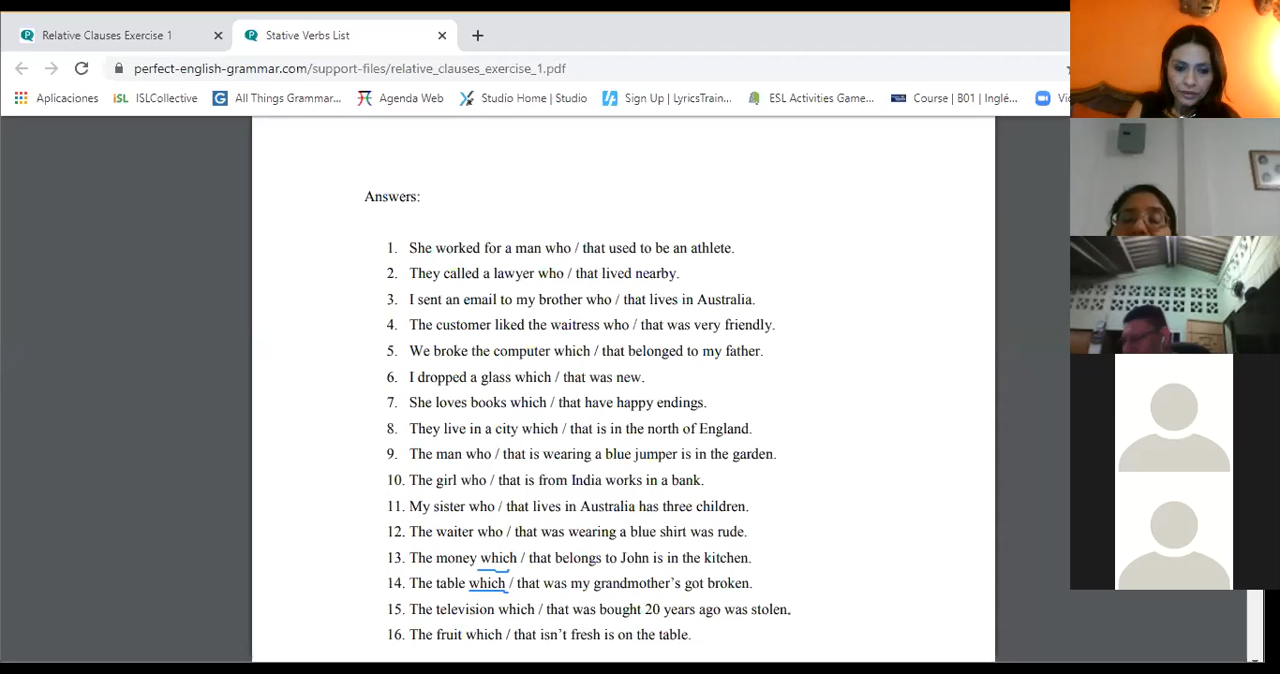 Relative Clauses Exercise 1
Stative Verbs List
perfect-english-grammar.com/support-files/relative_clauses_exercise_1.pdf
Aplicaciones iSL ISLCollective G All Things Grammar... Agenda Web Studio Home | Studio Sign Up | LyricsTrain... ESL Activities Game... Course | B01 | Inglé...
Answers:
1. She worked for a man who / that used to be an athlete.
2. They called a lawyer who / that lived nearby.
3. I sent an email to my brother who / that lives in Australia.
4. The customer liked the waitress who / that was very friendly.
5. We broke the computer which / that belonged to my father.
6. I dropped a glass which / that was new.
7. She loves books which / that have happy endings.
8. They live in a city which / that is in the north of England.
9. The man who / that is wearing a blue jumper is in the garden.
10. The girl who / that is from India works in a bank.
11. My sister who / that lives in Australia has three children.
12. The waiter who / that was wearing a blue shirt was rude.
13. The money which / that belongs to John is in the kitchen.
14. The table which / that was my grandmother's got broken.
15. The television which / that was bought 20 years ago was stolen.
16. The fruit which / that isn't fresh is on the table.